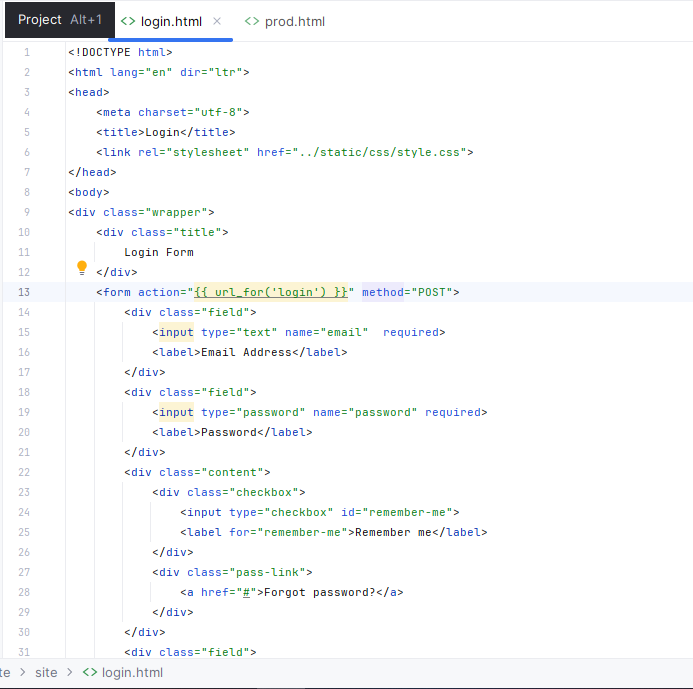 Project Alt+1 <> login.html × <> prod.html
1 <!DOCTYPE html>
2 <html lang="en" dir="ltr">
3 <head>
4 <meta charset="utf-8">
5 <title>Login</title>
6 <link rel="stylesheet" href="../static/css/style.css">
7 </head>
8 <body>
9 <div class="wrapper">
10 <div class="title">
11 Login Form
12 </div>
13 <form action="{{ url_for('login') }}" method="POST">
14 <div class="field">
15 <input type="text" name="email"  required>
16 <label>Email Address</label>
17 </div>
18 <div class="field">
19 <input type="password" name="password" required>
20 <label>Password</label>
21 </div>
22 <div class="content">
23 <div class="checkbox">
24 <input type="checkbox" id="remember-me">
25 <label for="remember-me">Remember me</label>
26 </div>
27 <div class="pass-link">
28 <a href="#">Forgot password?</a>
29 </div>
30 </div>
31 <div class="field">
te > site > <> login.html